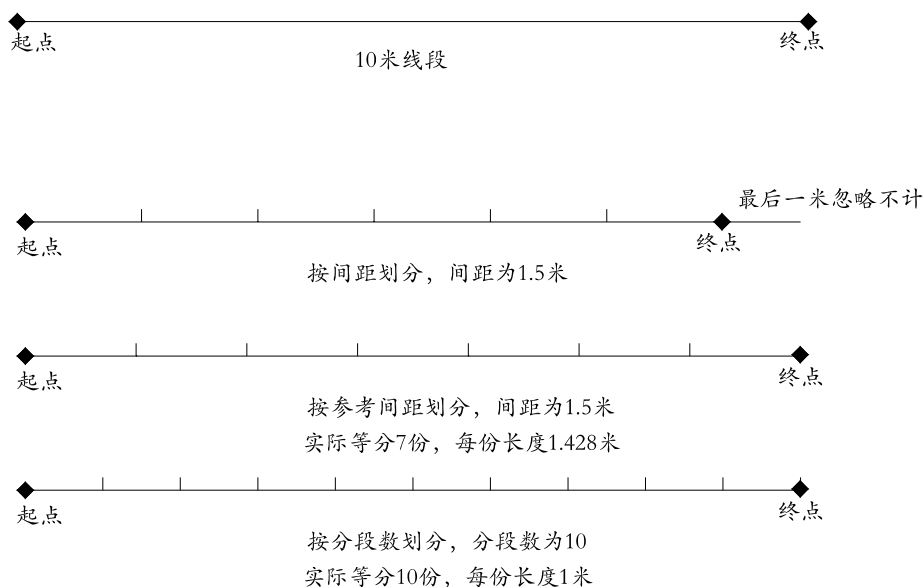 起点
终点
10米线段
最后一米忽略不计
起点
终点
按间距划分，间距为1.5米
起点
终点
按参考间距划分，间距为1.5米
实际等分7份，每份长度1.428米
起点
终点
按分段数划分，分段数为10
实际等分10份，每份长度1米